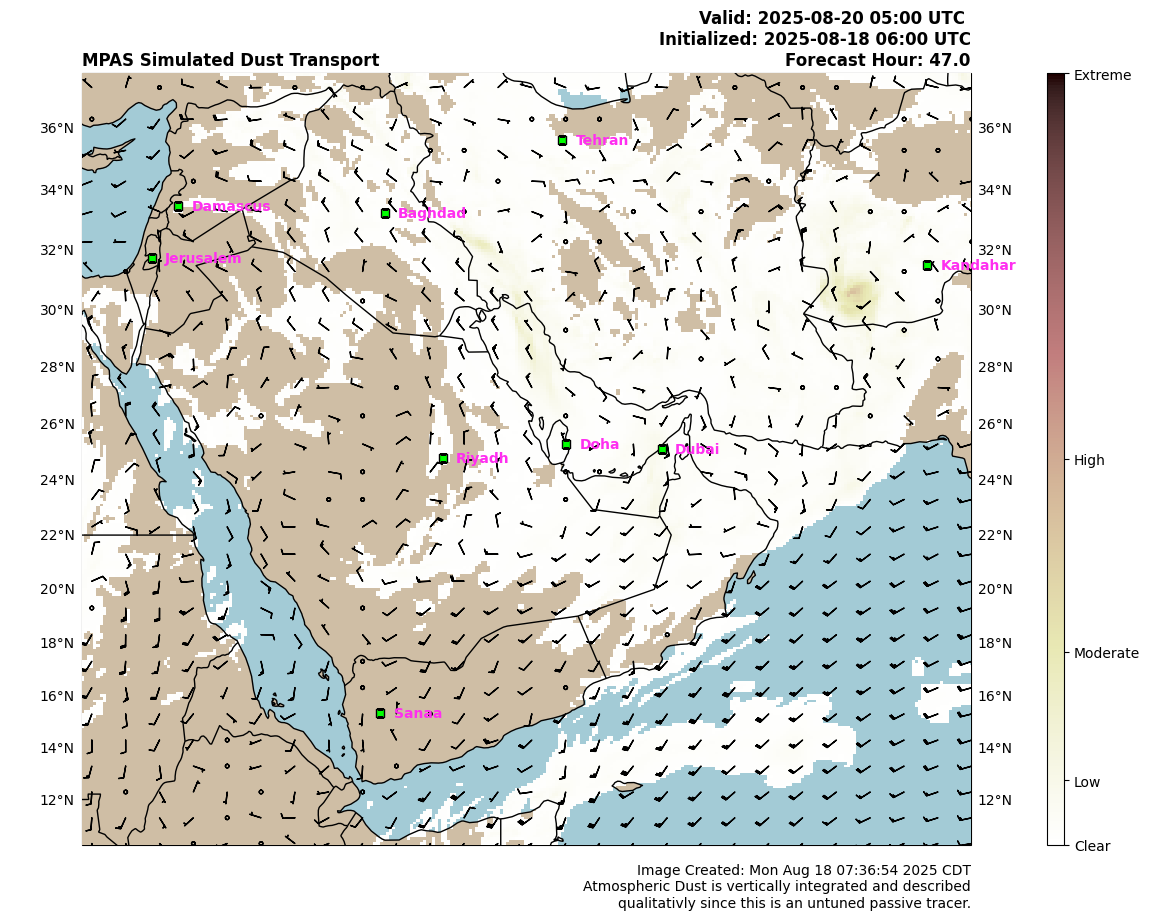 Valid: 2025-08-20 05:00 UTC
Initialized: 2025-08-18 06:00 UTC
MPAS Simulated Dust Transport
Forecast Hour: 47.0
Extreme
High
Moderate
Low
Clear
36°N
34°N
32°N
30°N
28°N
26°N
24°N
22°N
20°N
18°N
16°N
14°N
12°N
36°N
34°N
32°N
30°N
28°N
26°N
24°N
22°N
20°N
18°N
16°N
14°N
12°N
Tehran
Damascus
Baghdad
Jerusalem
Kandahar
Doha
Dubai
Riyadh
Sanaa
Image Created: Mon Aug 18 07:36:54 2025 CDT
Atmospheric Dust is vertically integrated and described
qualitativly since this is an untuned passive tracer.